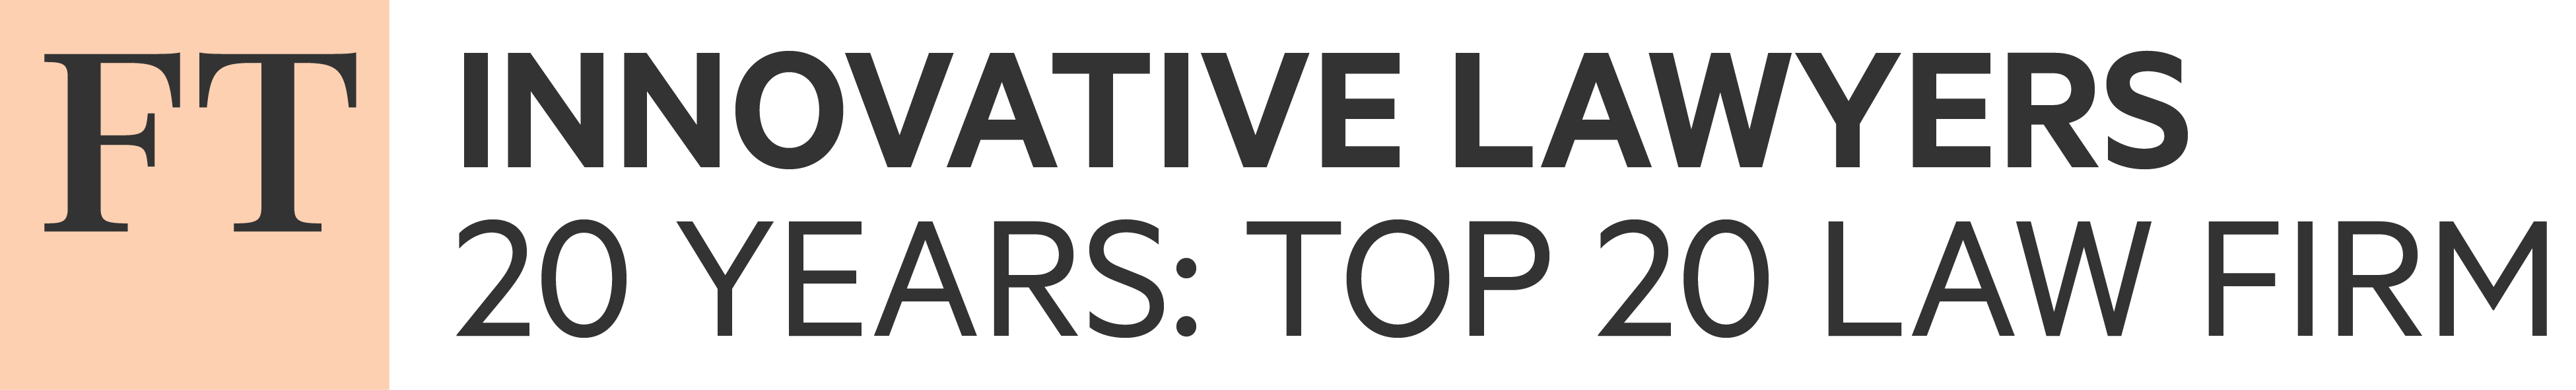 FT
INNOVATIVE LAWYERS
20 YEARS: TOP 20 LAW FIRM